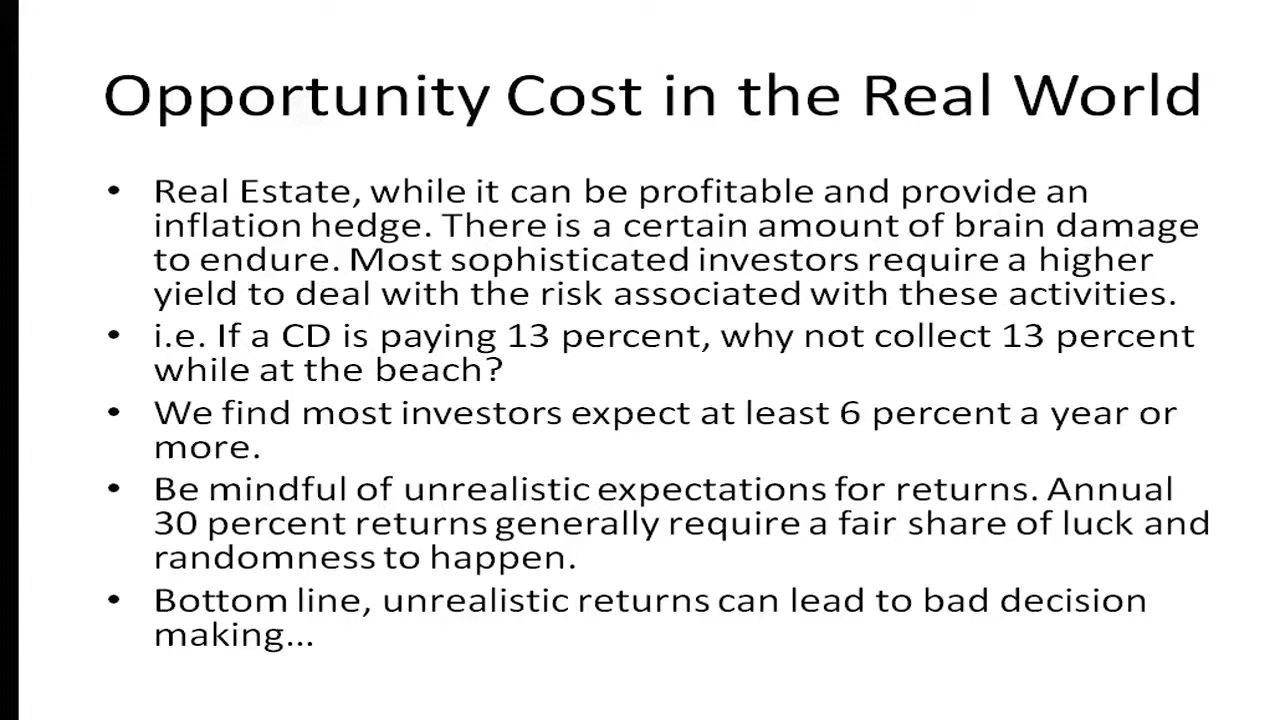 Opportunity Cost in the Real World
• Real Estate, while it can be profitable and provide an
inflation hedge. There is a certain amount of brain damage
to endure. Most sophisticated investors require a higher
yield to deal with the risk associated with these activities.
• i.e. If a CD is paying 13 percent, why not collect 13 percent
while at the beach?
• We find most investors expect at least 6 percent a year or
more.
• Be mindful of unrealistic expectations for returns. Annual
30 percent returns generally require a fair share of luck and
randomness to happen.
• Bottom line, unrealistic returns can lead to bad decision
making...